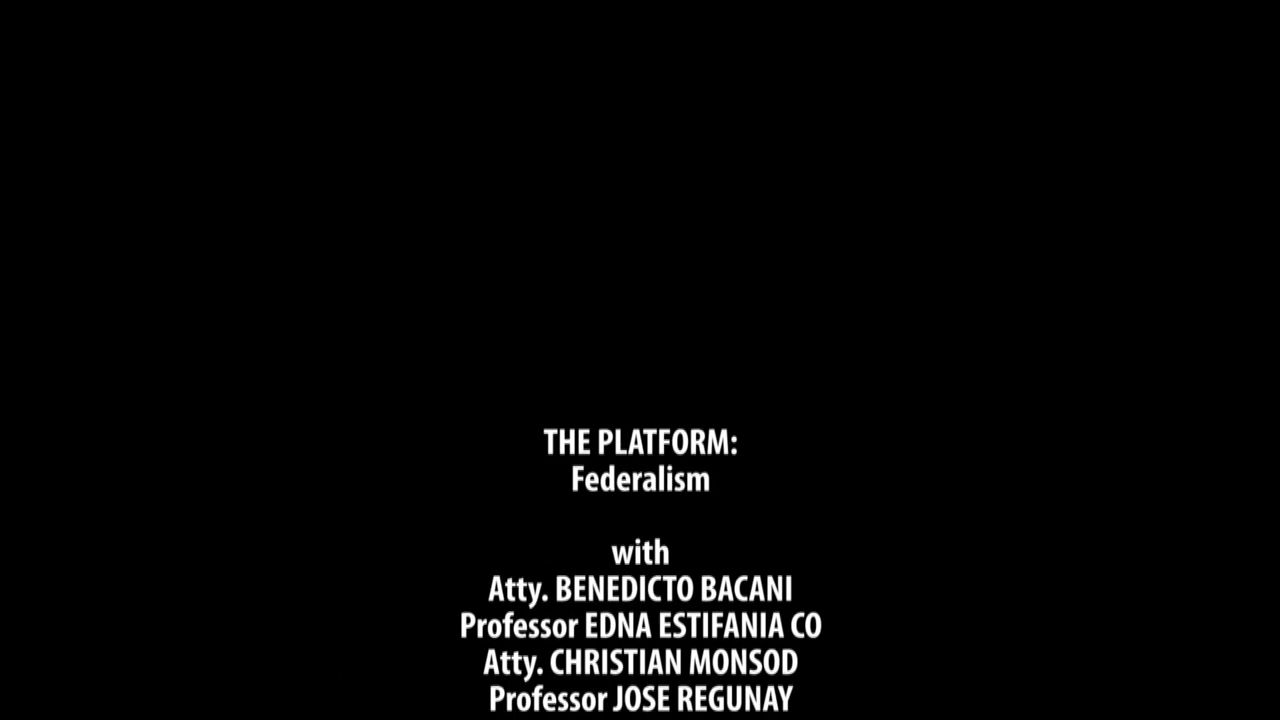 THE PLATFORM:
Federalism
with
Atty. BENEDICTO BACANI
Professor EDNA ESTIFANIA CO
Atty. CHRISTIAN MONSOD
Professor JOSE REGUNAY